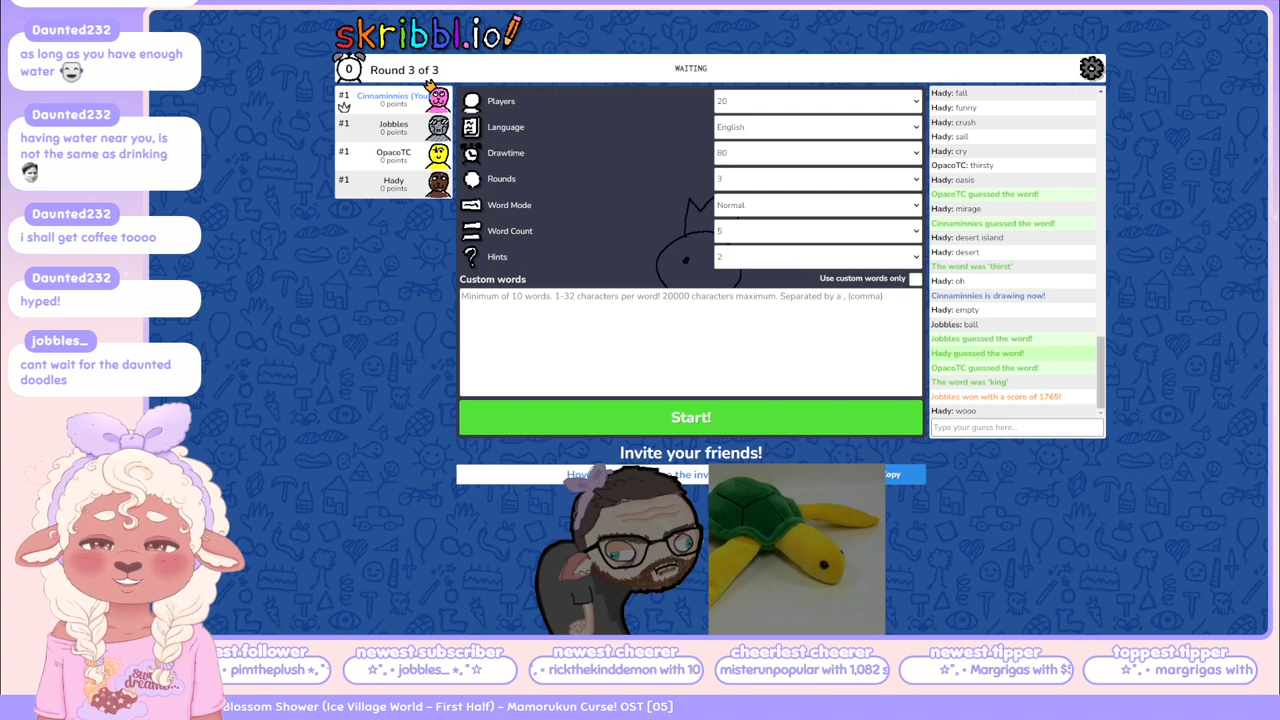 Daunted232
as long as you have enough
water
Daunted232
having water near you, is
not the same as drinking
Daunted232
i shall get coffee toooo
Daunted232
hyped!
jobbles_
cant wait for the daunted
doodles
skribbl.io
0
Round 3 of 3
WAITING
#1 Cinnaminnies (You
0 points
#1 Jobbles
0 points
#1 OpacoTC
0 points
#1 Hady
0 points
Players 20
Language English
Drawtime 80
Rounds 3
Word Mode Normal
Word Count 5
Hints 2
Custom words Use custom words only
Minimum of 10 words. 1-32 characters per word! 20000 characters maximum. Separated by a , (comma)
Start!
Invite your friends!
Hov the inv Copy
Hady: fall
Hady: funny
Hady: crush
Hady: sail
Hady: cry
OpacoTC: thirsty
Hady: oasis
OpacoTC guessed the word!
Hady: mirage
Cinnaminnies guessed the word!
Hady: desert island
Hady: desert
The word was 'thirst'
Hady: oh
Cinnaminnies is drawing now!
Hady: empty
Jobbles: ball
Jobbles guessed the word!
Hady guessed the word!
OpacoTC guessed the word!
The word was 'king'
Jobbles won with a score of 1765!
Hady: wooo
Type your guess here...
sweet dreams
est follower
pimtheplush
newest subscriber
jobbles_
newest cheerer
rickthekinddemon with 10
cheeriest cheerer
misterunpopular with 1,082 s
newest tipper
Margrigas with $5
toppest tipper
margrigas with
Blossom Shower (Ice Village World – First Half) – Mamorukun Curse! OST [05]